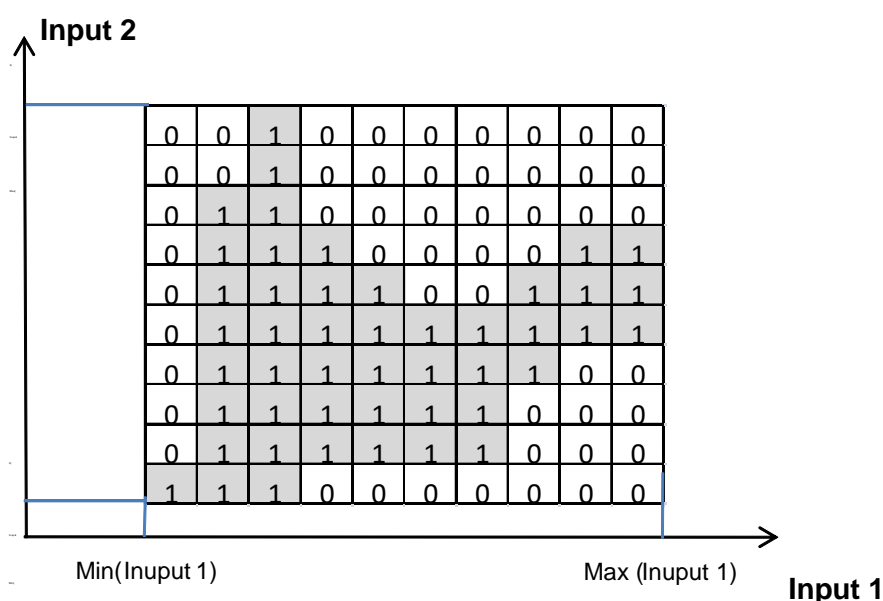 Input 2
0 0 1 0 0 0 0 0 0 0
0 0 1 0 0 0 0 0 0 0
0 1 1 0 0 0 0 0 0 0
0 1 1 1 0 0 0 0 1 1
0 1 1 1 1 0 0 1 1 1
0 1 1 1 1 1 1 1 1 1
0 1 1 1 1 1 1 1 0 0
0 1 1 1 1 1 1 0 0 0
0 1 1 1 1 1 1 0 0 0
1 1 1 0 0 0 0 0 0 0
Min(Inuput 1)
Max (Inuput 1)
Input 1